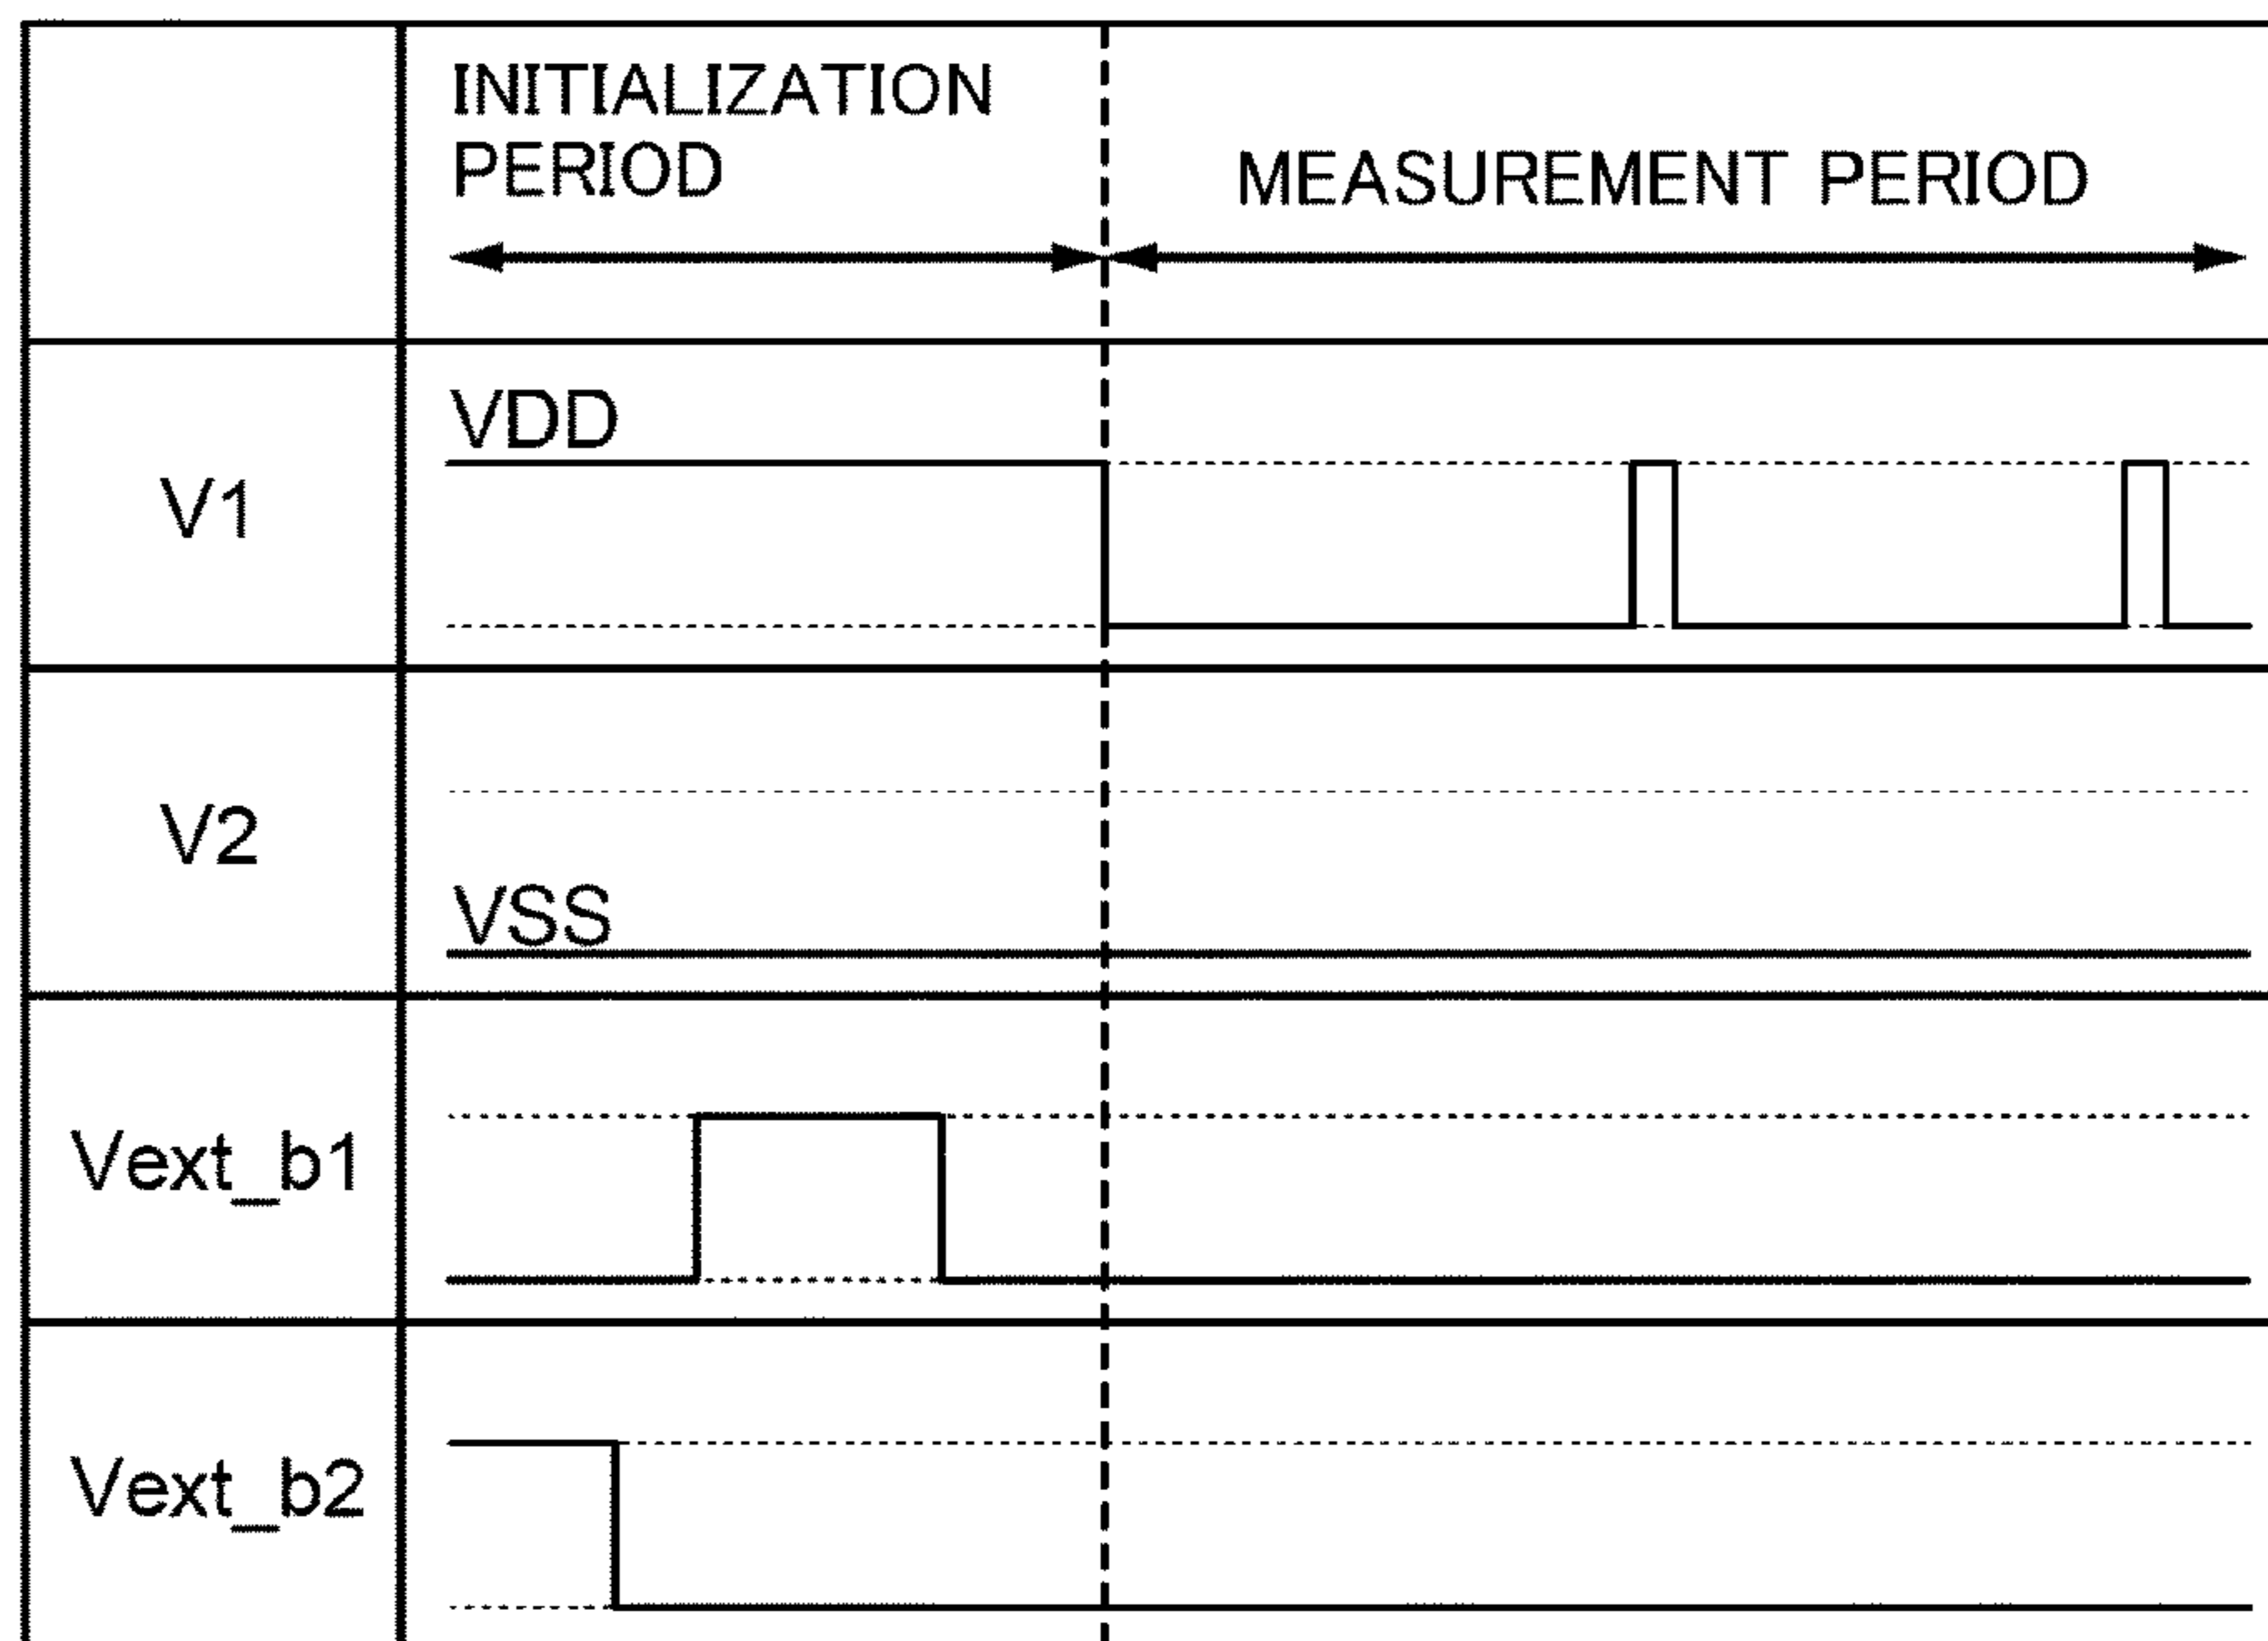 INITIALIZATION
PERIOD
MEASUREMENT PERIOD
VDD
V1
V2
VSS
Vext_b1
Vext_b2